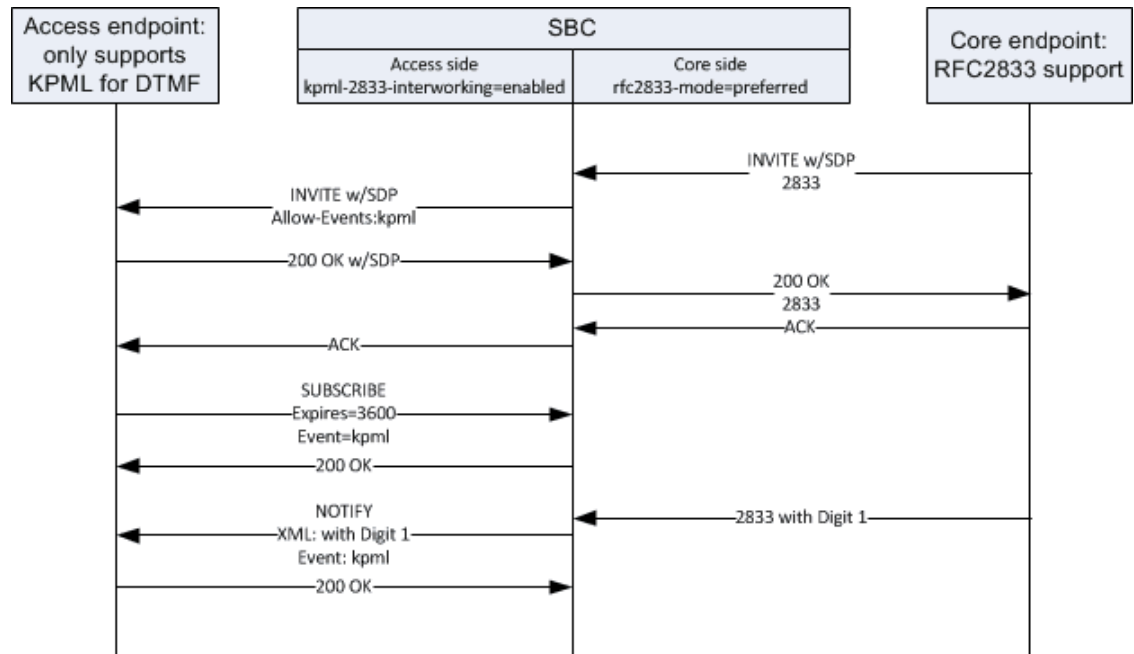 Access endpoint:
only supports
KPML for DTMF
SBC
Access side
kpml-2833-interworking=enabled
Core side
rfc2833-mode=preferred
Core endpoint:
RFC2833 support
INVITE w/SDP
2833
INVITE w/SDP
Allow-Events:kpml
200 OK w/SDP
200 OK
2833
ACK
ACK
SUBSCRIBE
Expires=3600
Event=kpml
200 OK
NOTIFY
XML: with Digit 1
Event: kpml
2833 with Digit 1
200 OK